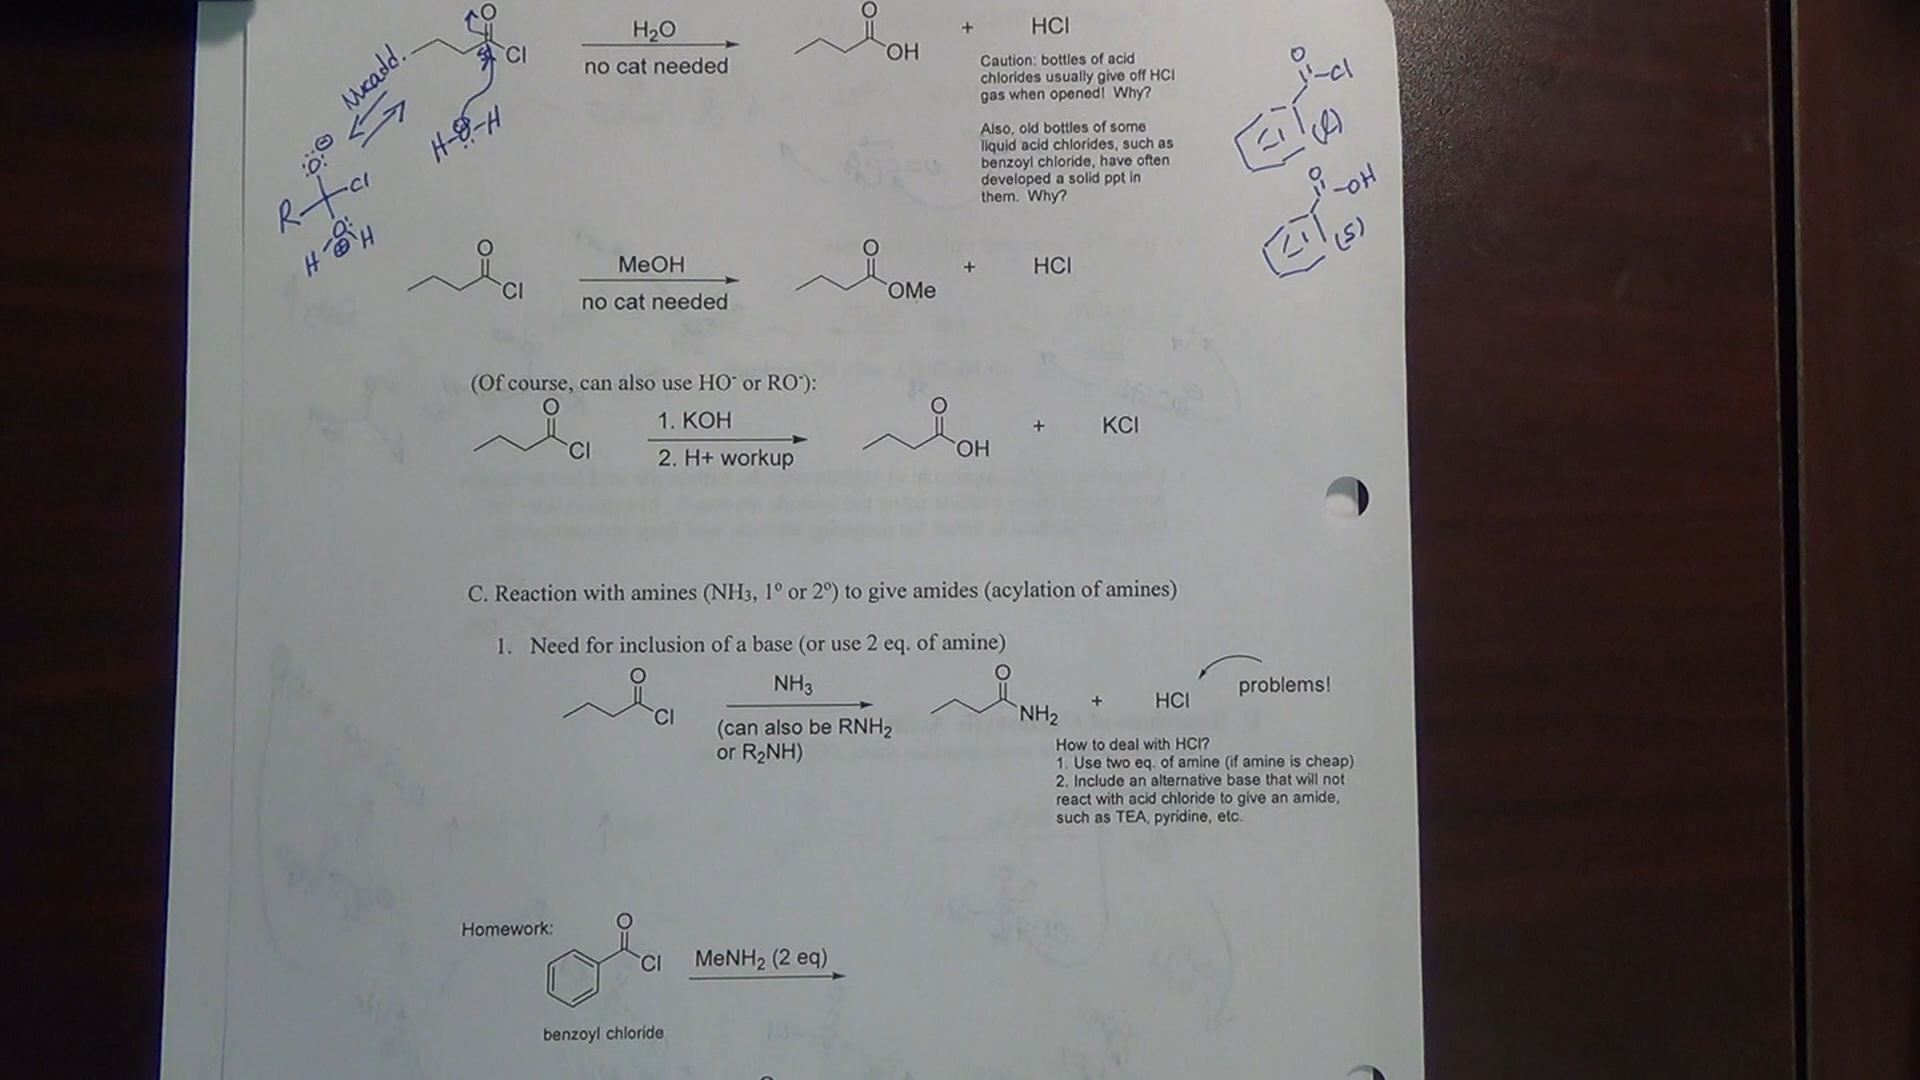 O
Cl
H₂O
no cat needed
O
OH
+
HCl
Caution: bottles of acid
chlorides usually give off HCl
gas when opened! Why?
Also, old bottles of some
liquid acid chlorides, such as
benzoyl chloride, have often
developed a solid ppt in
them. Why?
Nucadd.
H-O-H
O
R
Cl
O
H ⊕ H
O
-Cl
(l)
O
-OH
(s)
O
Cl
MeOH
no cat needed
O
OMe
+
HCl
(Of course, can also use HO⁻ or RO⁻):
O
Cl
1. KOH
2. H+ workup
O
OH
+
KCl
C. Reaction with amines (NH₃, 1º or 2º) to give amides (acylation of amines)
1. Need for inclusion of a base (or use 2 eq. of amine)
O
Cl
NH₃
(can also be RNH₂
or R₂NH)
O
NH₂
+
HCl
problems!
How to deal with HCl?
1. Use two eq. of amine (if amine is cheap)
2. Include an alternative base that will not
react with acid chloride to give an amide,
such as TEA, pyridine, etc.
Homework:
O
Cl
MeNH₂ (2 eq)
benzoyl chloride